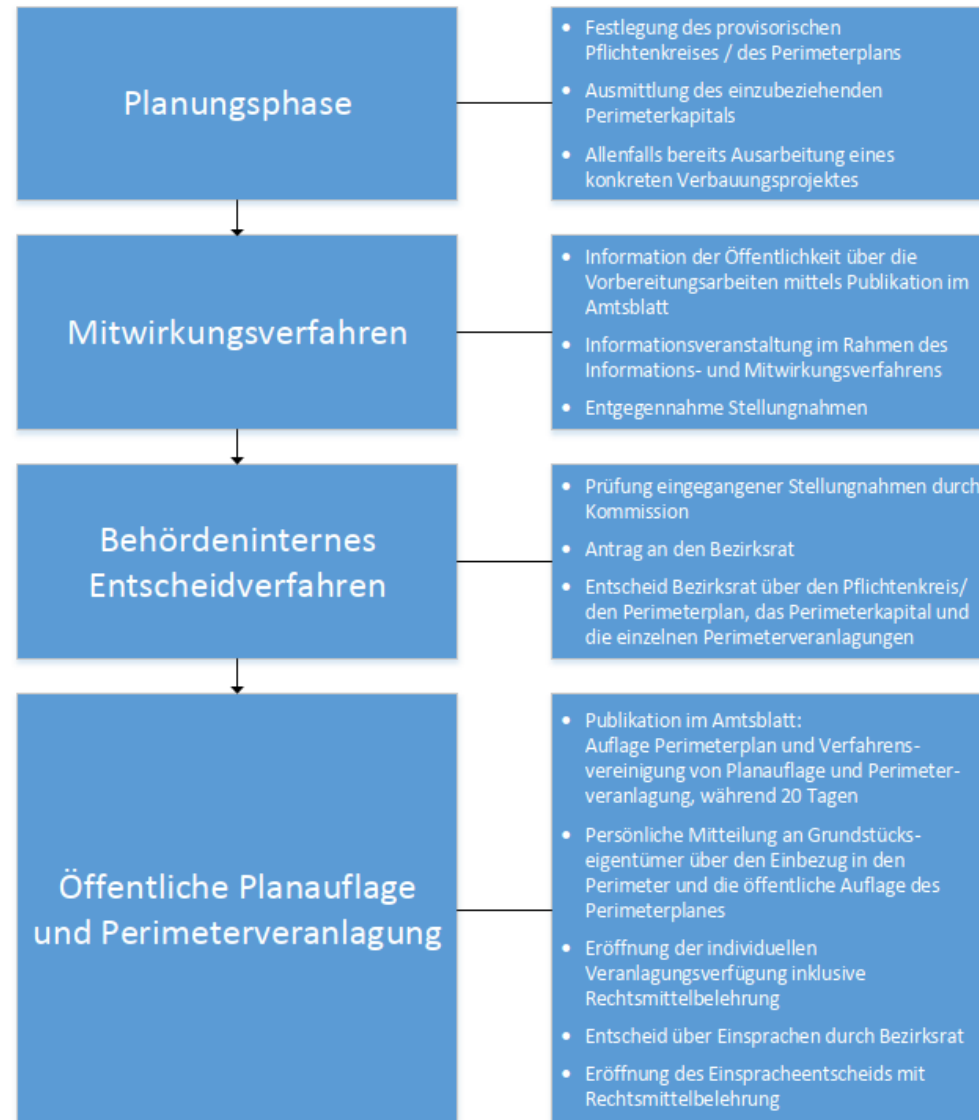 Planungsphase
• Festlegung des provisorischen
Pflichtenkreises / des Perimeterplans
• Ausmittlung des einzubeziehenden
Perimeterkapitals
• Allenfalls bereits Ausarbeitung eines
konkreten Verbauungsprojektes
Mitwirkungsverfahren
• Information der Öffentlichkeit über die
Vorbereitungsarbeiten mittels Publikation im
Amtsblatt
• Informationsveranstaltung im Rahmen des
Informations- und Mitwirkungsverfahrens
• Entgegennahme Stellungnahmen
Behördeninternes
Entscheidverfahren
• Prüfung eingegangener Stellungnahmen durch
Kommission
• Antrag an den Bezirksrat
• Entscheid Bezirksrat über den Pflichtenkreis/
den Perimeterplan, das Perimeterkapital und
die einzelnen Perimeterveranlagungen
Öffentliche Planauflage
und Perimeterveranlagung
• Publikation im Amtsblatt:
Auflage Perimeterplan und Verfahrens-
vereinigung von Planauflage und Perimeter-
veranlagung, während 20 Tagen
• Persönliche Mitteilung an Grundstücks-
eigentümer über den Einbezug in den
Perimeter und die öffentliche Auflage des
Perimeterplanes
• Eröffnung der individuellen
Veranlagungsverfügung inklusive
Rechtsmittelbelehrung
• Entscheid über Einsprachen durch Bezirksrat
• Eröffnung des Einspracheentscheids mit
Rechtsmittelbelehrung